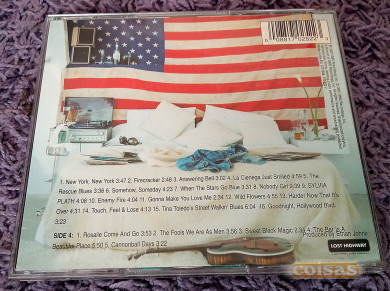 6 08817 02522
1. New York, New York 3:47 2. Firecracker 2:48 3. Answering Bell 3:02 4. La Cienega Just Smiled 4:59 5. The
Rescue Blues 3:36 6. Somehow, Someday 4:23 7. When The Stars Go Blue 3:31 8. Nobody Girl 9:39 9. SYLVIA
PLATH 4:10 10. Enemy Fire 4:04 11. Gonna Make You Love Me 2:34 12. Wild Flowers 4:55 13. Harder Now That It's
Over 4:31 14. Touch, Feel & Lose 4:13 15. Tina Toledo's Street Walkin' Blues 6:04 16. Goodnight, Hollywood Blvd.
3:23
SIDE 4: 1. Rosalie Come And Go 3:53 2. The Fools We Are As Men 3:56 3. Sweet Black Magic 2:35 4. The Bar Is A
Beautiful Place 5:50 5. Cannonball Days 3:22
Produced by Ethan Johns
LOST HIGHWAY
coisas